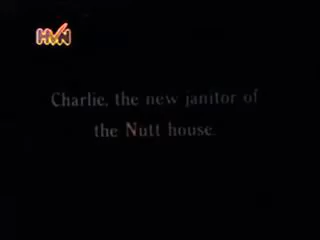 HVN
Charlie, the new janitor of
the Nutt house.